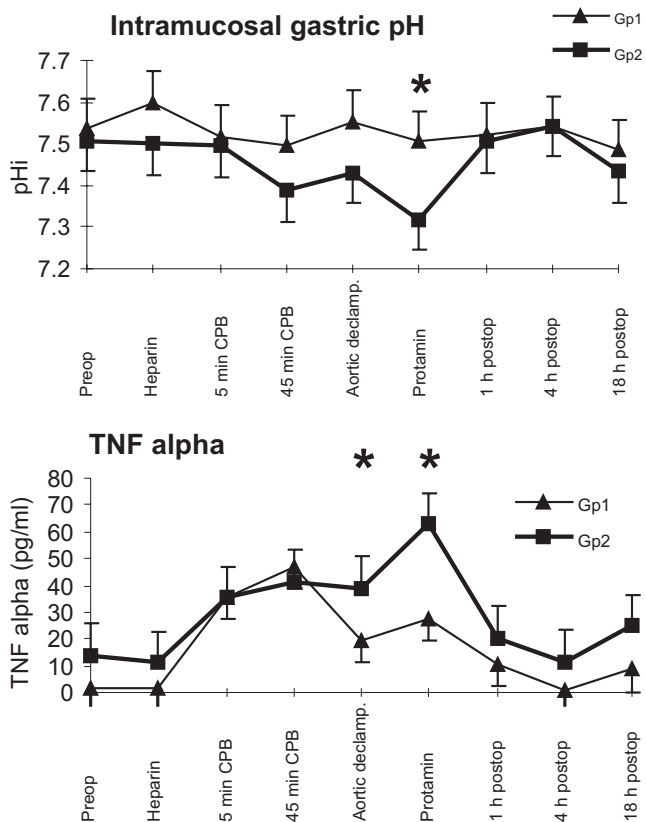 Intramucosal gastric pH
Gp1
Gp2
7.7
7.6
7.5
7.4
7.3
7.2
pHi
*
Preop
Heparin
5 min CPB
45 min CPB
Aortic declamp.
Protamin
1 h postop
4 h postop
18 h postop
TNF alpha
* *
80
70
60
50
40
30
20
10
0
TNF alpha (pg/ml)
Gp1
Gp2
Preop
Heparin
5 min CPB
45 min CPB
Aortic declamp.
Protamin
1 h postop
4 h postop
18 h postop